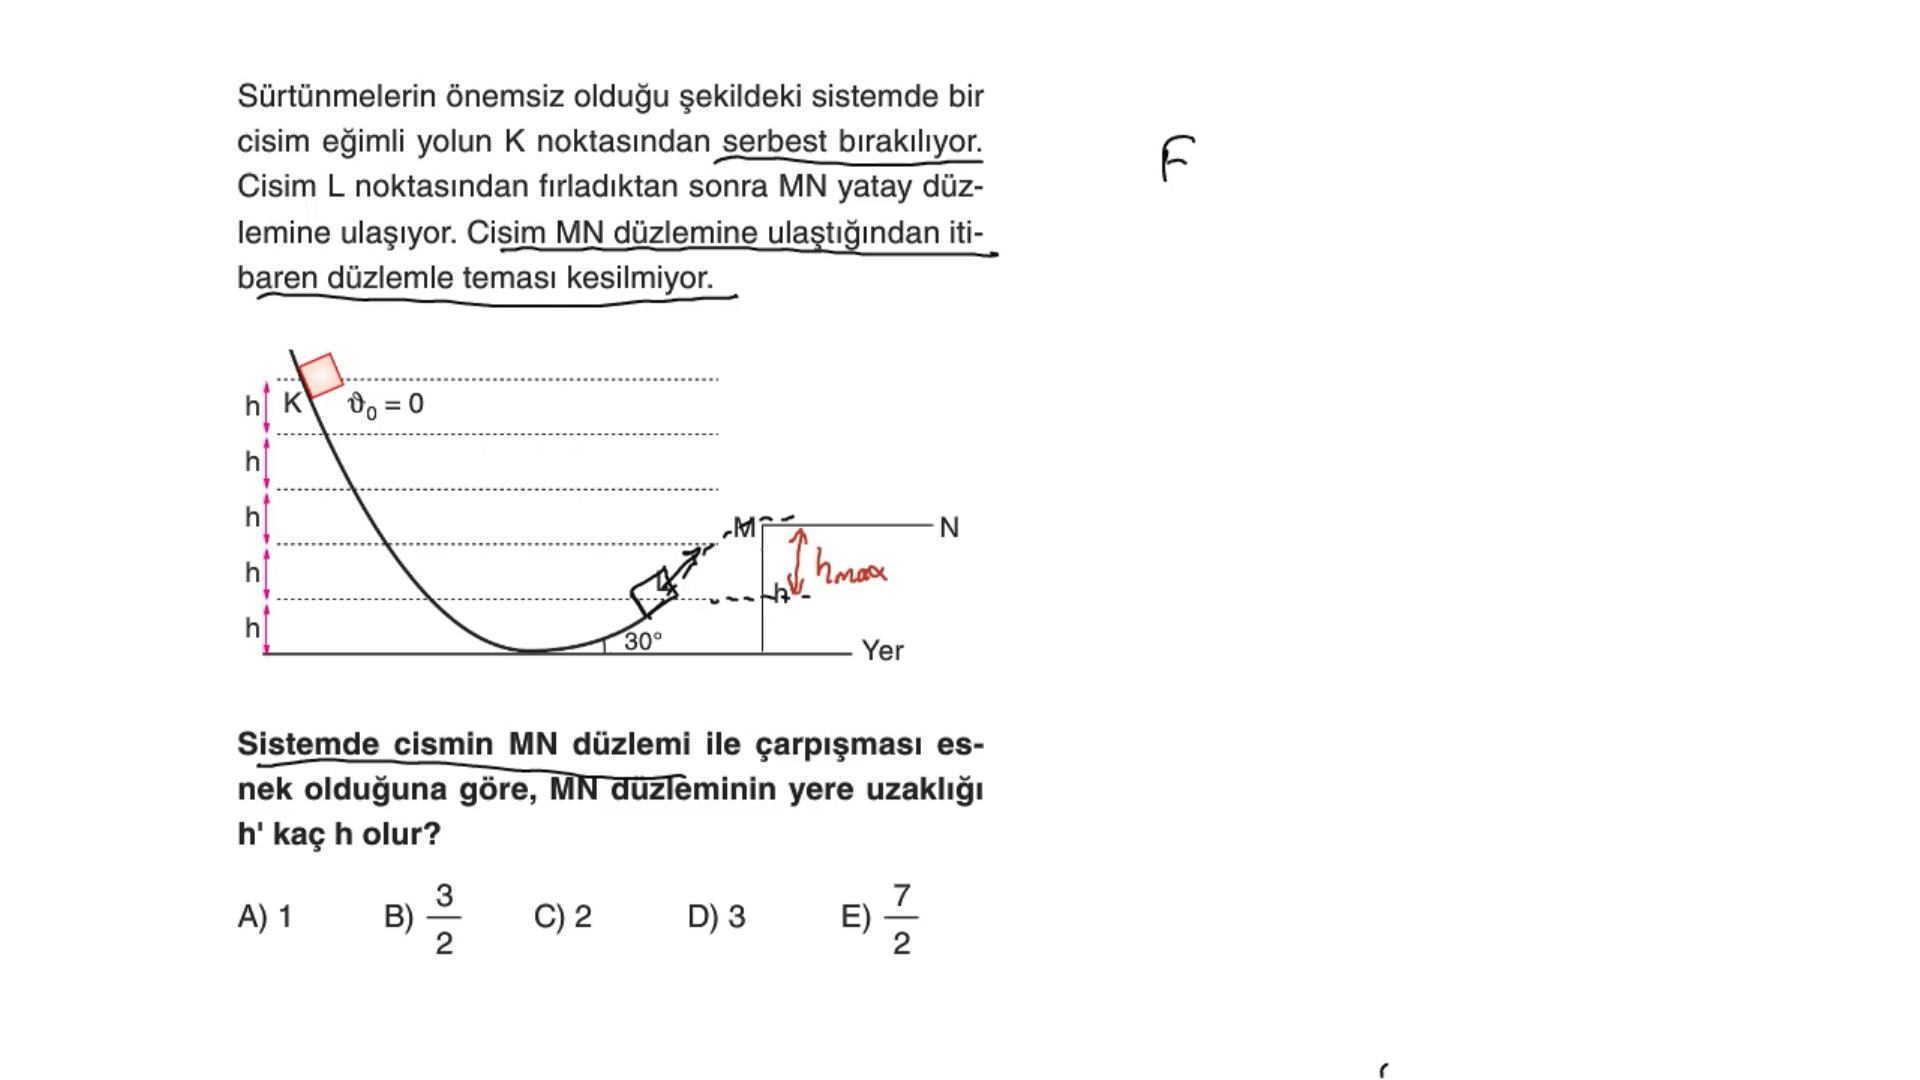 Sürtünmelerin önemsiz olduğu şekildeki sistemde bir
cisim eğimli yolun K noktasından serbest bırakılıyor.
Cisim L noktasından fırladıktan sonra MN yatay düz-
lemine ulaşıyor. Cisim MN düzlemine ulaştığından iti-
baren düzlemle teması kesilmiyor.
F
h
K
ϑ₀ = 0
h
h
M
N
h
L
hmax
h
h'
30°
Yer
Sistemde cismin MN düzlemi ile çarpışması es-
nek olduğuna göre, MN düzleminin yere uzaklığı
h' kaç h olur?
A) 1 B) 3/2 C) 2 D) 3 E) 7/2